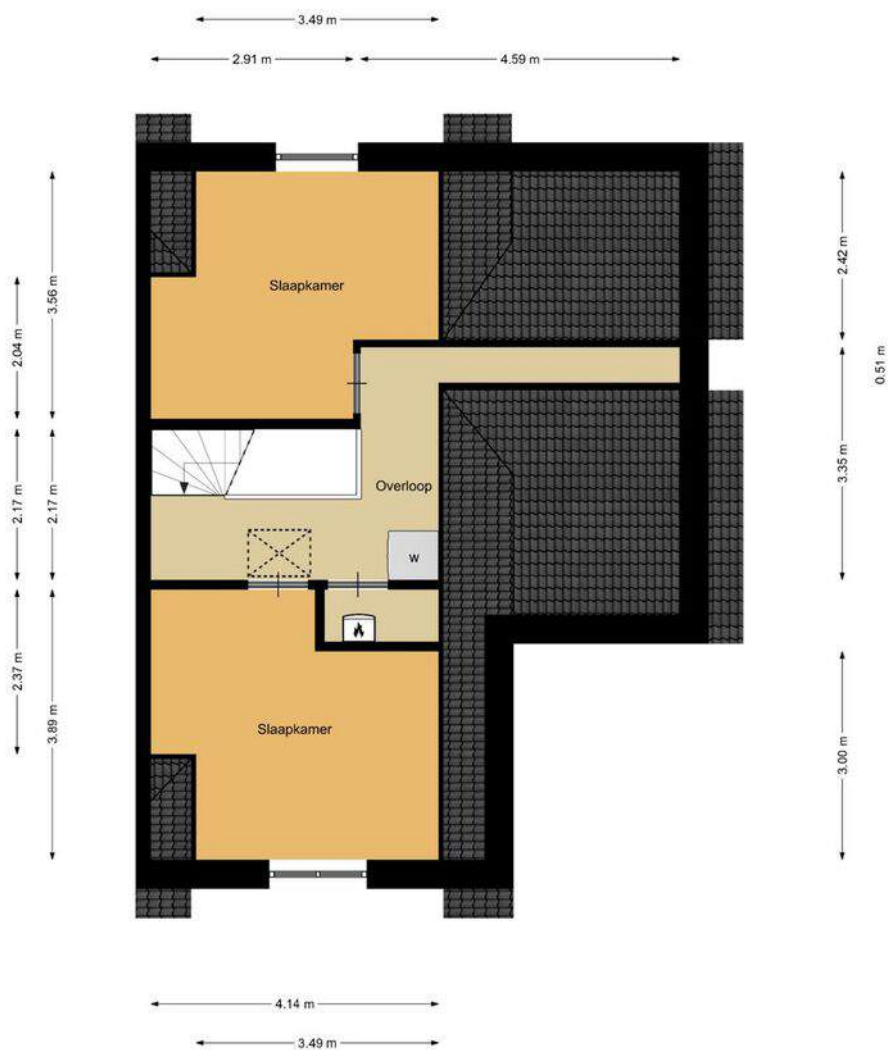 3.49 m
2.91 m
4.59 m
3.56 m
2.42 m
Slaapkamer
2.04 m
0.51 m
2.17 m
2.17 m
Overloop
3.35 m
W
2.37 m
3.89 m
Slaapkamer
3.00 m
4.14 m
3.49 m